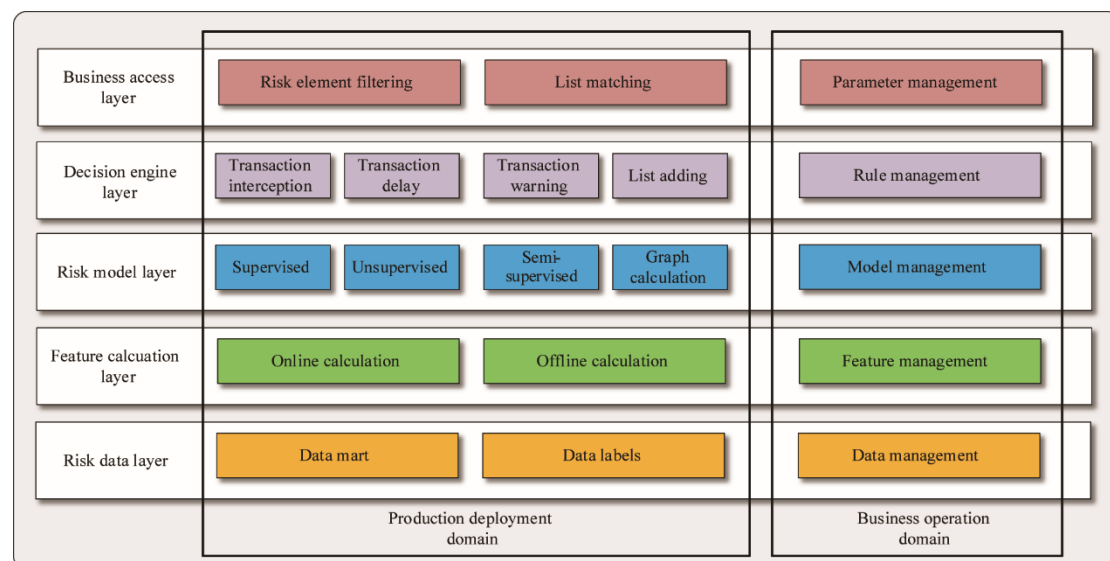 Business access
layer
Risk element filtering
List matching
Parameter management
Decision engine
layer
Transaction
interception
Transaction
delay
Transaction
warning
List adding
Rule management
Risk model layer
Supervised
Unsupervised
Semi-
supervised
Graph
calculation
Model management
Feature calcuation
layer
Online calculation
Offline calculation
Feature management
Risk data layer
Data mart
Data labels
Data management
Production deployment
domain
Business operation
domain